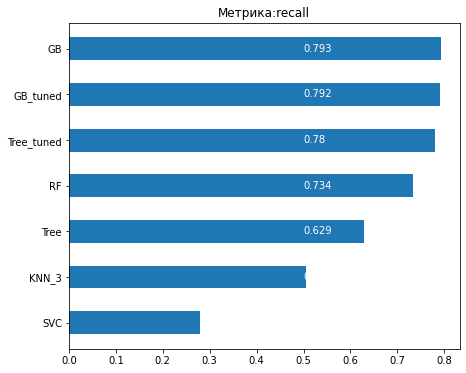 Метрика:recall
GB
0.793
GB_tuned
0.792
Tree_tuned
0.78
RF
0.734
Tree
0.629
KNN_3
SVC
0.0 0.1 0.2 0.3 0.4 0.5 0.6 0.7 0.8